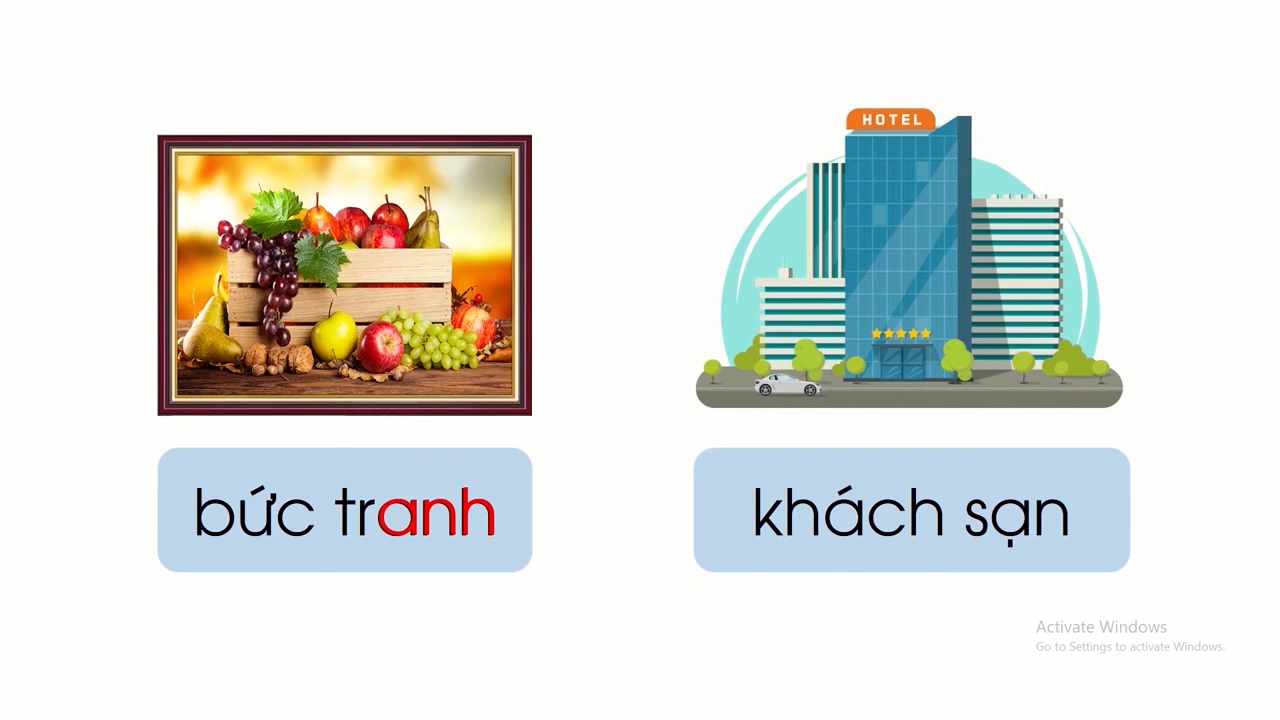 HOTEL
bức tranh
khách sạn
Activate Windows
Go to Settings to activate Windows.